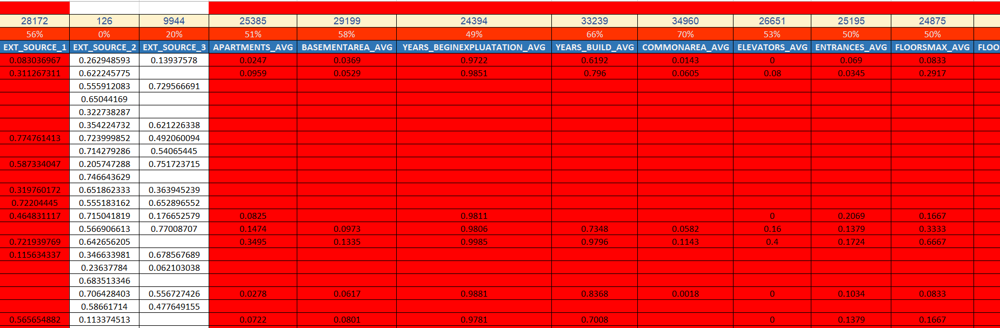 28172 126 9944 25385 29199 24394 33239 34960 26651 25195 24875
56% 0% 20% 51% 58% 49% 66% 70% 53% 50% 50%
EXT_SOURCE_1 EXT_SOURCE_2 EXT_SOURCE_3 APARTMENTS_AVG BASEMENTAREA_AVG YEARS_BEGINEXPLUATATION_AVG YEARS_BUILD_AVG COMMONAREA_AVG ELEVATORS_AVG ENTRANCES_AVG FLOORSMAX_AVG FLOO
0.083036967 0.262948593 0.13937578 0.0247 0.0369 0.9722 0.6192 0.0143 0 0.069 0.0833
0.311267311 0.622245775 0.0959 0.0529 0.9851 0.796 0.0605 0.08 0.0345 0.2917
0.555912083 0.729566691
0.65044169
0.322738287
0.354224732 0.621226338
0.774761413 0.723999852 0.492060094
0.714279286 0.54065445
0.587334047 0.205747288 0.751723715
0.746643629
0.319760172 0.651862333 0.363945239
0.72204445 0.555183162 0.652896552
0.464831117 0.715041819 0.176652579 0.0825 0.9811 0 0.2069 0.1667
0.566906613 0.77008707 0.1474 0.0973 0.9806 0.7348 0.0582 0.16 0.1379 0.3333
0.721939769 0.642656205 0.3495 0.1335 0.9985 0.9796 0.1143 0.4 0.1724 0.6667
0.115634337 0.346633981 0.678567689
0.23637784 0.062103038
0.683513346
0.706428403 0.556727426 0.0278 0.0617 0.9881 0.8368 0.0018 0 0.1034 0.0833
0.58661714 0.477649155
0.565654882 0.113374513 0.0722 0.0801 0.9781 0.7008 0 0.1379 0.1667